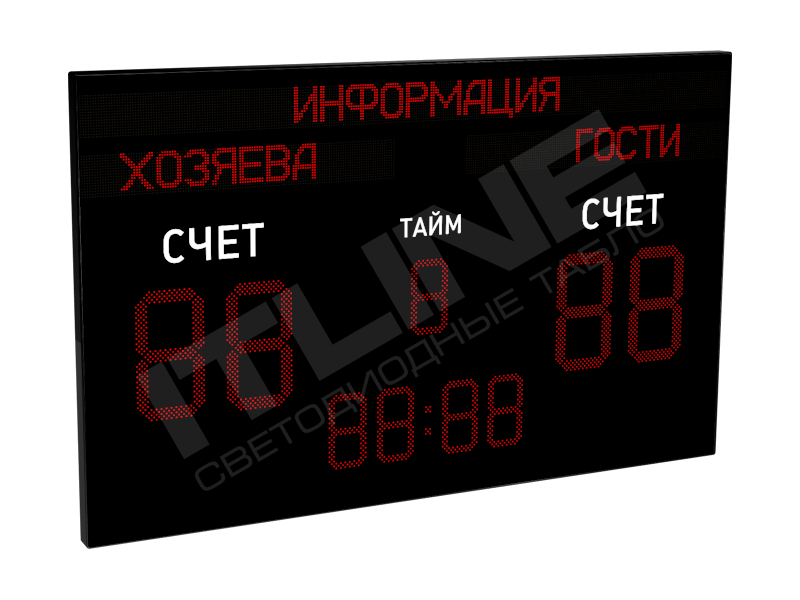 ИНФОРМАЦИЯ
ХОЗЯЕВА ГОСТИ
СЧЕТ ТАЙМ СЧЕТ
88 8 88
88:88
ITLINE
СВЕТОДИОДНЫЕ ТАБЛО